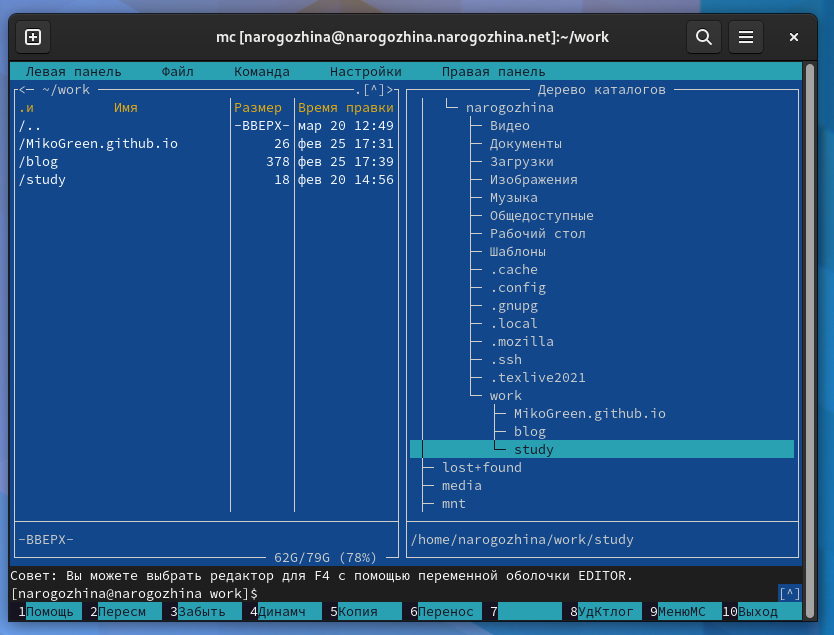 mc [narogozhina@narogozhina.narogozhina.net]:~/work
Левая панель Файл Команда Настройки Правая панель
<─ ~/work .[^]>
.и Имя Размер Время правки
/.. -ВВЕРХ- мар 20 12:49
/MikoGreen.github.io 26 фев 25 17:31
/blog 378 фев 25 17:39
/study 18 фев 20 14:56
-ВВЕРХ-
62G/79G (78%)
Дерево каталогов
narogozhina
Видео
Документы
Загрузки
Изображения
Музыка
Общедоступные
Рабочий стол
Шаблоны
.cache
.config
.gnupg
.local
.mozilla
.ssh
.texlive2021
work
MikoGreen.github.io
blog
study
lost+found
media
mnt
/home/narogozhina/work/study
Совет: Вы можете выбрать редактор для F4 с помощью переменной оболочки EDITOR.
[narogozhina@narogozhina work]$ [^]
1Помощь 2Пересм 3Забыть 4Динамч 5Копия 6Перенос 7 8УдКтлог 9МенюМС 10Выход